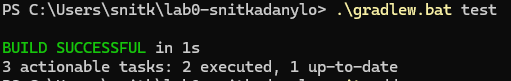 PS C:\Users\snitk\lab0-snitkadanylo> .\gradlew.bat test
BUILD SUCCESSFUL in 1s
3 actionable tasks: 2 executed, 1 up-to-date